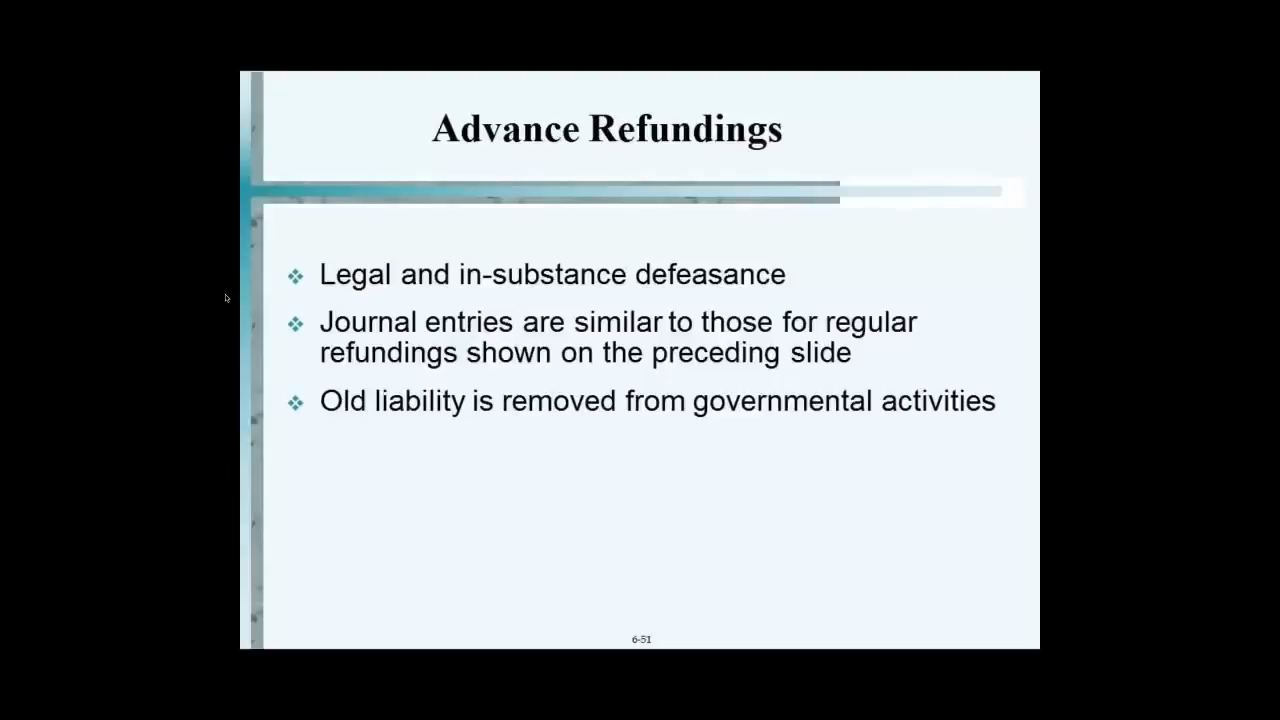 Advance Refundings
Legal and in-substance defeasance
Journal entries are similar to those for regular
refundings shown on the preceding slide
Old liability is removed from governmental activities
6-51